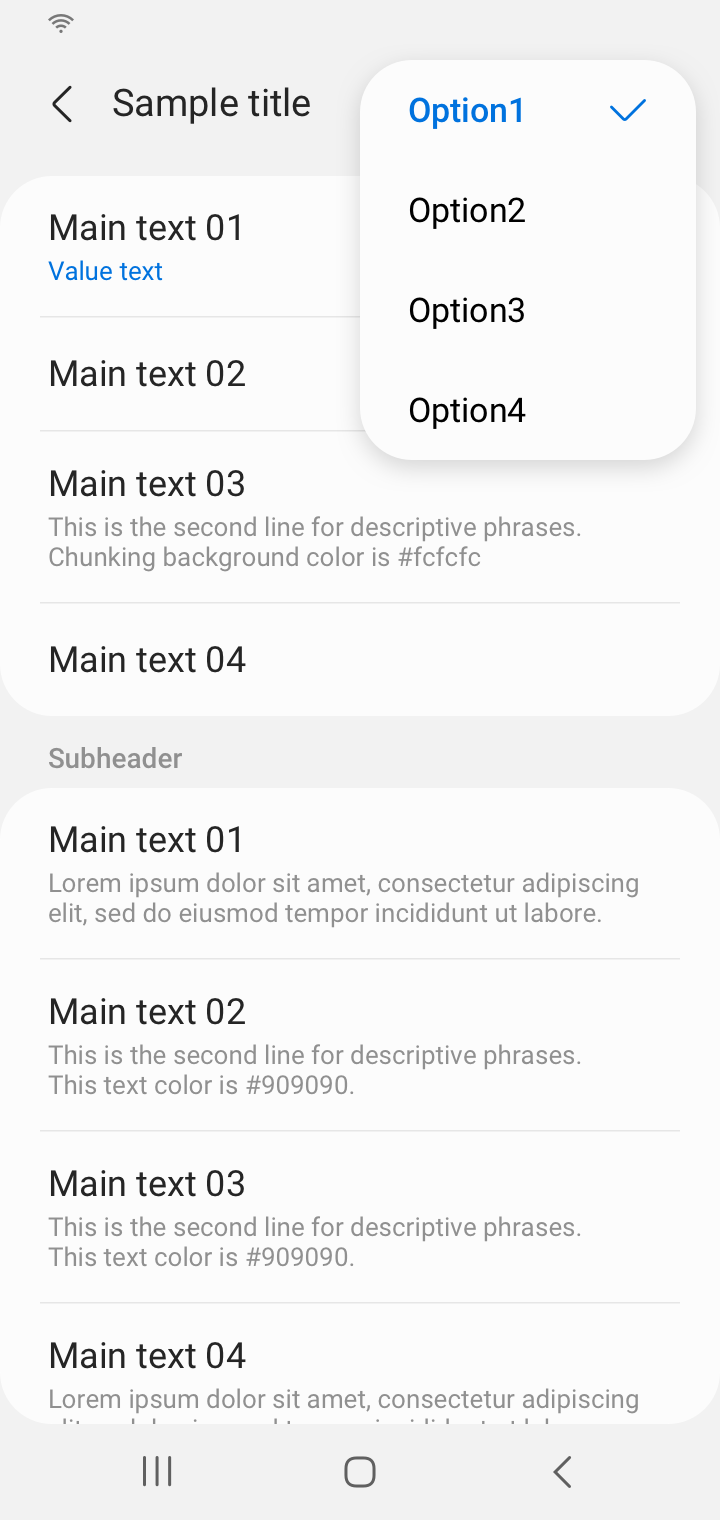 Sample title
Option1
Option2
Option3
Option4
Main text 01
Value text
Main text 02
Main text 03
This is the second line for descriptive phrases.
Chunking background color is #fcfcfc
Main text 04
Subheader
Main text 01
Lorem ipsum dolor sit amet, consectetur adipiscing
elit, sed do eiusmod tempor incididunt ut labore.
Main text 02
This is the second line for descriptive phrases.
This text color is #909090.
Main text 03
This is the second line for descriptive phrases.
This text color is #909090.
Main text 04
Lorem ipsum dolor sit amet, consectetur adipiscing